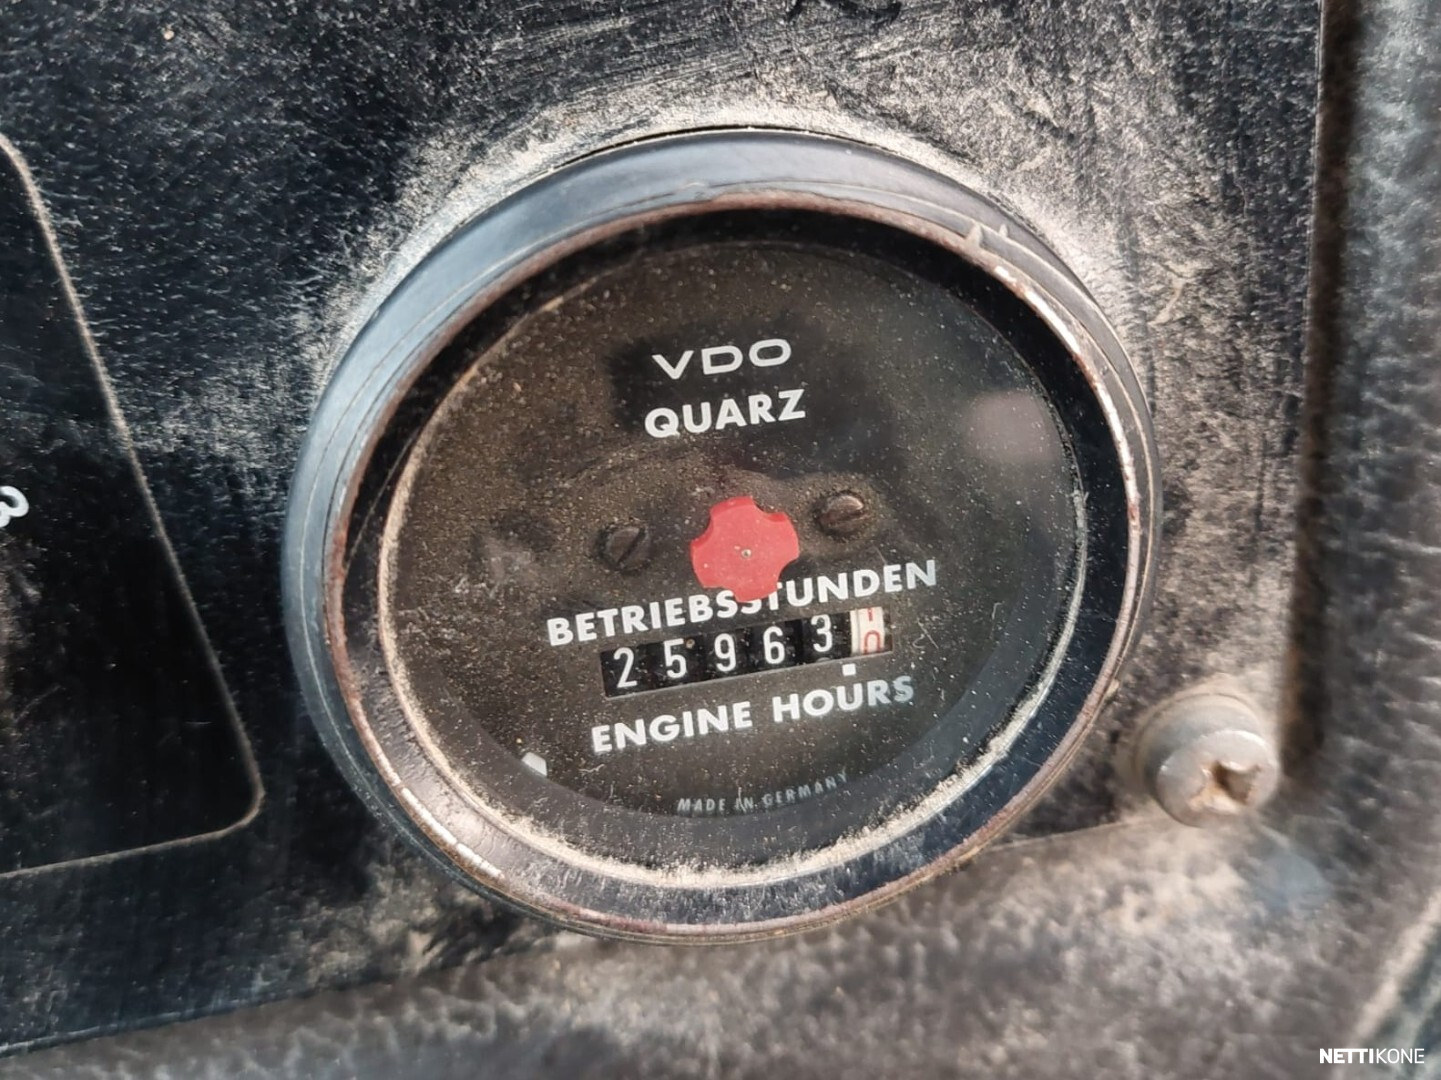 VDO
QUARZ
BETRIEBSSTUNDEN
25963
ENGINE HOURS
MADE IN GERMANY
NETTIKONE